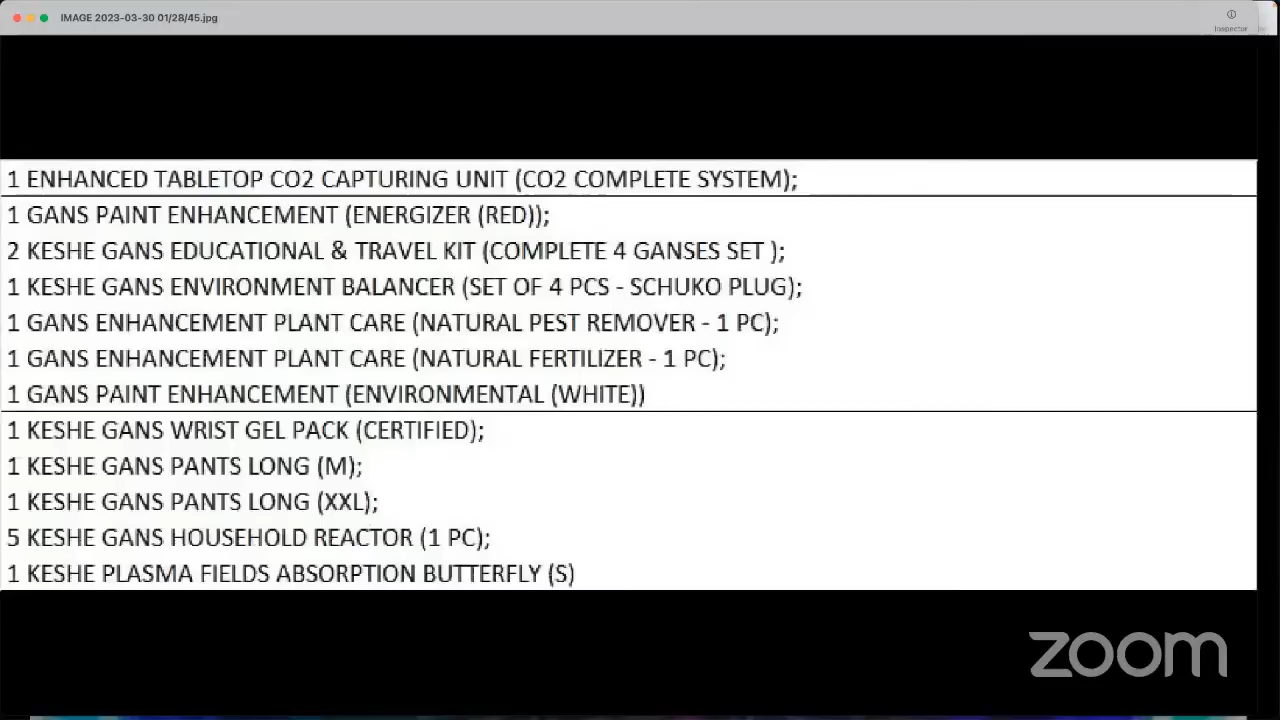 IMAGE 2023-03-30 01/28/45.jpg
Inspector
1 ENHANCED TABLETOP CO2 CAPTURING UNIT (CO2 COMPLETE SYSTEM);
1 GANS PAINT ENHANCEMENT (ENERGIZER (RED));
2 KESHE GANS EDUCATIONAL & TRAVEL KIT (COMPLETE 4 GANSES SET );
1 KESHE GANS ENVIRONMENT BALANCER (SET OF 4 PCS - SCHUKO PLUG);
1 GANS ENHANCEMENT PLANT CARE (NATURAL PEST REMOVER - 1 PC);
1 GANS ENHANCEMENT PLANT CARE (NATURAL FERTILIZER - 1 PC);
1 GANS PAINT ENHANCEMENT (ENVIRONMENTAL (WHITE))
1 KESHE GANS WRIST GEL PACK (CERTIFIED);
1 KESHE GANS PANTS LONG (M);
1 KESHE GANS PANTS LONG (XXL);
5 KESHE GANS HOUSEHOLD REACTOR (1 PC);
1 KESHE PLASMA FIELDS ABSORPTION BUTTERFLY (S)
zoom